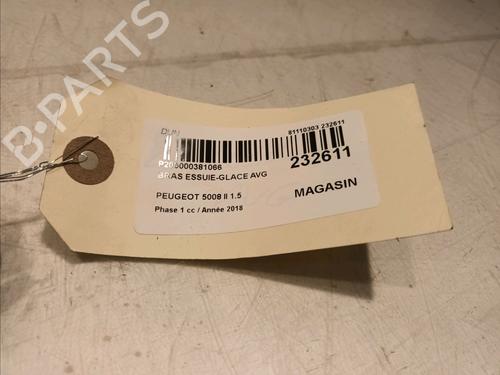 B-PARTS
81110303 232611
P205000381066
232611
BRAS ESSUIE-GLACE AVG
MAGASIN
PEUGEOT 5008 II 1.5
Phase 1 cc / Année 2018